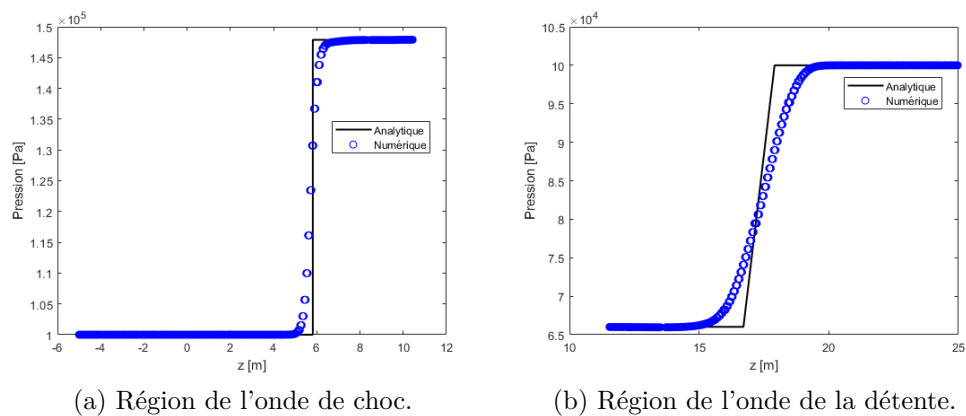 ×10⁵
1.5
1.45
1.4
1.35
1.3
1.25
1.2
1.15
1.1
1.05
1
-6 -4 -2 0 2 4 6 8 10 12
Pression [Pa]
z [m]
Analytique
Numérique
(a) Région de l'onde de choc.
×10⁴
10.5
10
9.5
9
8.5
8
7.5
7
6.5
10 15 20 25
Pression [Pa]
z [m]
Analytique
Numérique
(b) Région de l'onde de la détente.